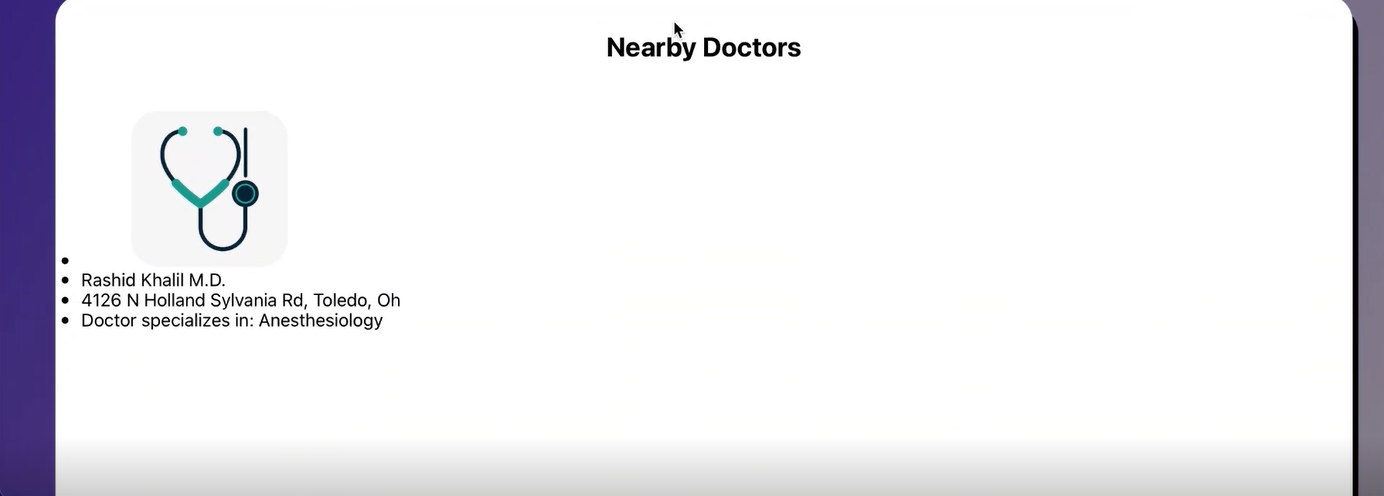 Nearby Doctors
Rashid Khalil M.D.
4126 N Holland Sylvania Rd, Toledo, Oh
Doctor specializes in: Anesthesiology